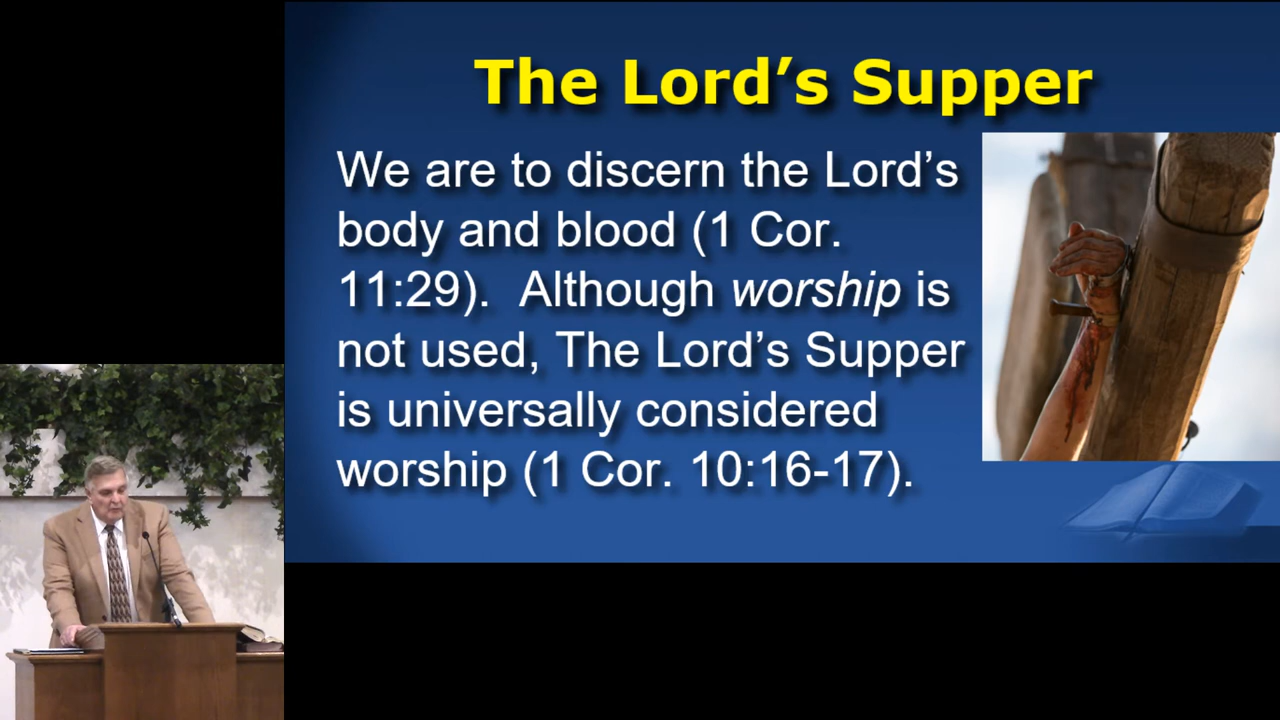 The Lord’s Supper
We are to discern the Lord’s
body and blood (1 Cor.
11:29).  Although worship is
not used, The Lord’s Supper
is universally considered
worship (1 Cor. 10:16-17).